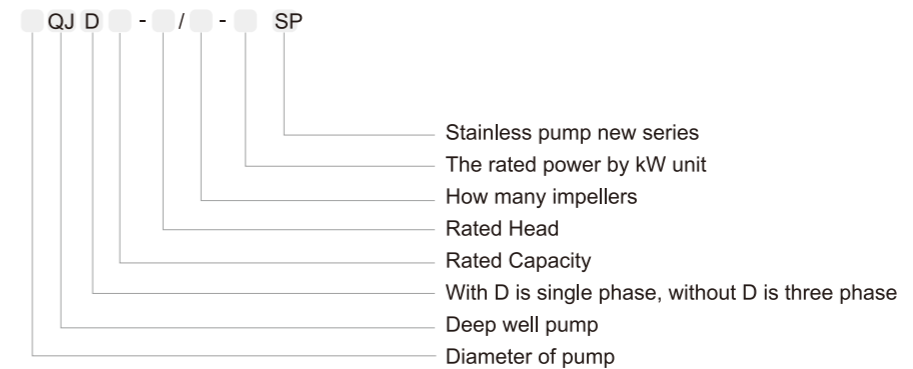 QJ D - / - SP
Stainless pump new series
The rated power by kW unit
How many impellers
Rated Head
Rated Capacity
With D is single phase, without D is three phase
Deep well pump
Diameter of pump